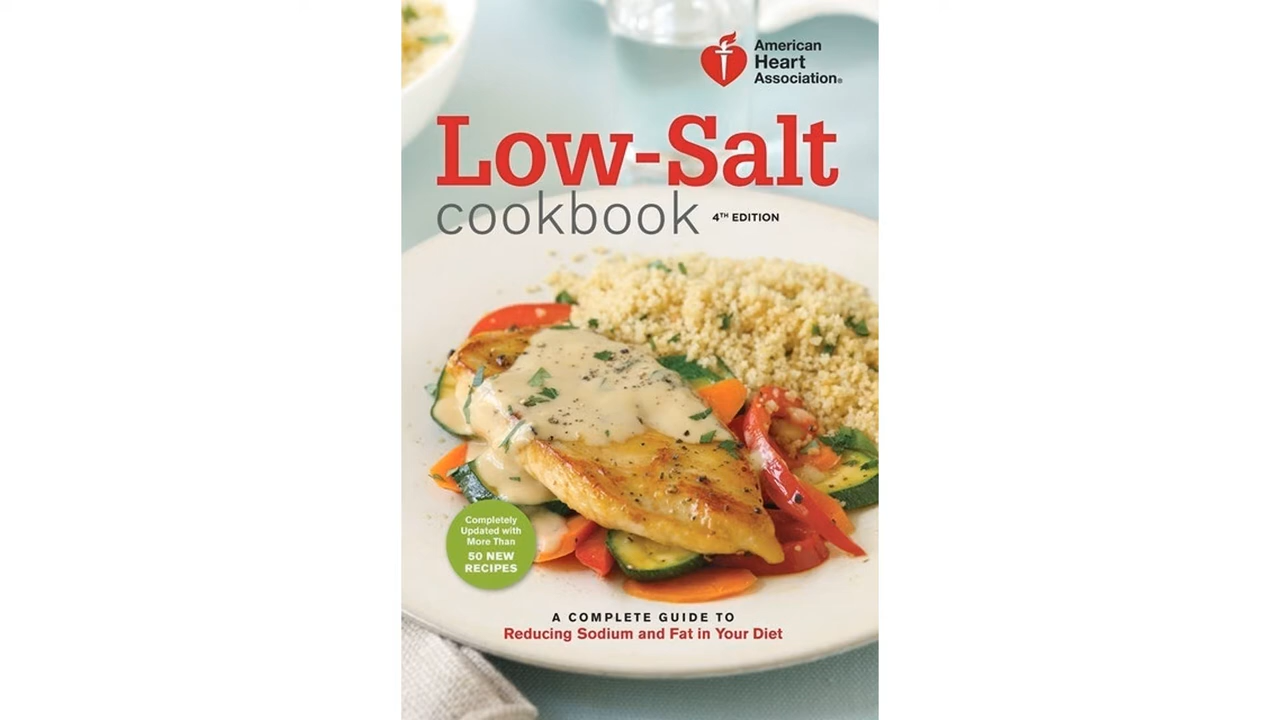 American
Heart
Association®
Low-Salt
cookbook 4TH EDITION
Completely
Updated with
More Than
50 NEW
RECIPES
A COMPLETE GUIDE TO
Reducing Sodium and Fat in Your Diet